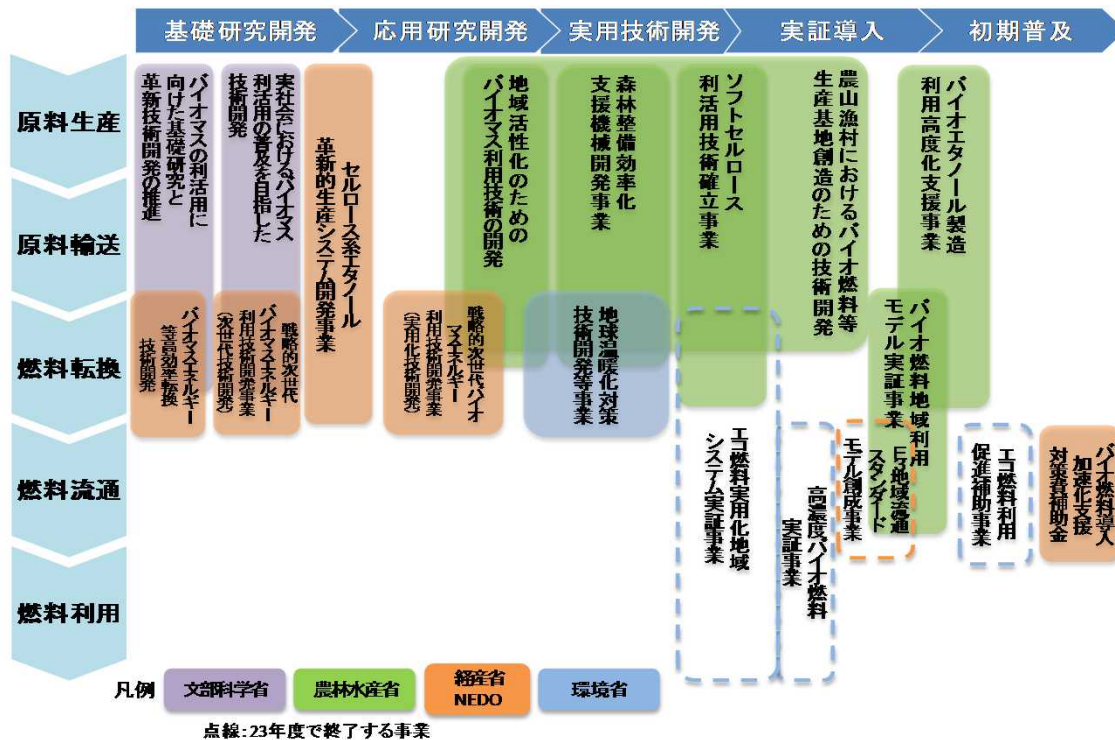 基礎研究開発
応用研究開発
実用技術開発
実証導入
初期普及
原料生産
原料輸送
燃料転換
燃料流通
燃料利用
バイオマスの利活用に
向けた基礎研究と
革新技術開発の推進
実社会におけるバイオマス
利活用の普及を目指した
技術開発
セルロース系エタノール
革新的生産システム開発事業
地域活性化のための
バイオマス利用技術の開発
森林整備効率化
支援機械開発事業
ソフトセルロース
利活用技術確立事業
農山漁村におけるバイオ燃料等
生産基地創造のための技術開発
バイオエタノール製造
利用高度化支援事業
バイオマスエネルギー
等高効率転換
技術開発
戦略的次世代
バイオマスエネルギー
利用技術開発事業
(次世代技術開発)
戦略的次世代バイオ
マスエネルギー
利用技術開発事業
(実用化技術開発)
地球温暖化対策
技術開発等事業
バイオ燃料地域利用
モデル実証事業
エコ燃料実用化地域
システム実証事業
高濃度バイオ燃料
実証事業
E3地域流通
スタンダード
モデル創成事業
エコ燃料利用
促進補助事業
バイオ燃料導入
加速化支援
対策費補助金
凡例
文部科学省
農林水産省
経産省
NEDO
環境省
点線:23年度で終了する事業